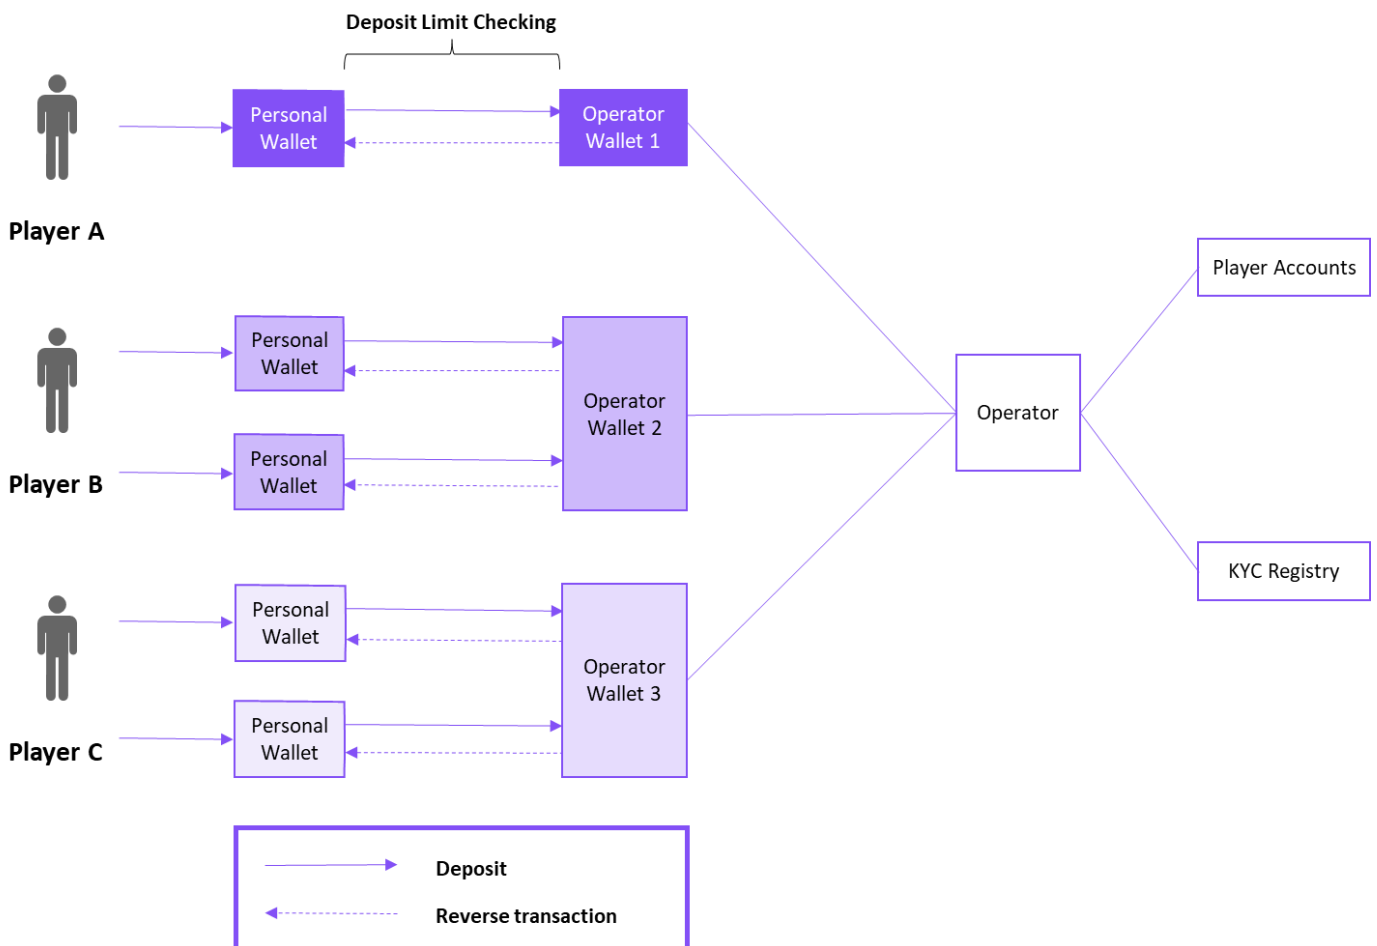 Deposit Limit Checking
Personal
Wallet
Operator
Wallet 1
Player A
Player Accounts
Personal
Wallet
Operator
Wallet 2
Operator
Personal
Wallet
Player B
KYC Registry
Personal
Wallet
Operator
Wallet 3
Personal
Wallet
Player C
Deposit
Reverse transaction